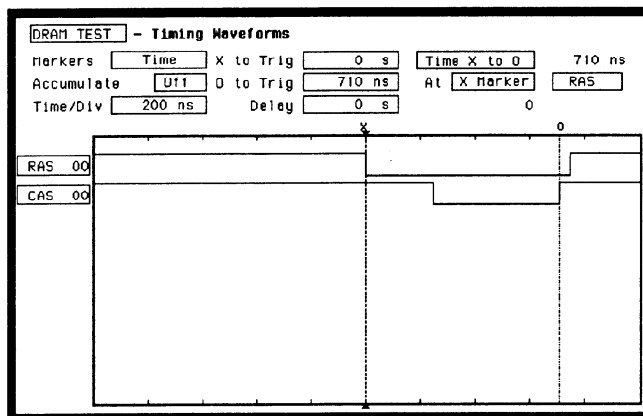 DRAM TEST - Timing Waveforms
Markers Time X to Trig 0 s Time X to O 710 ns
Accumulate Off O to Trig 710 ns At X Marker RAS
Time/Div 200 ns Delay 0 s 0
X O
RAS 00
CAS 00